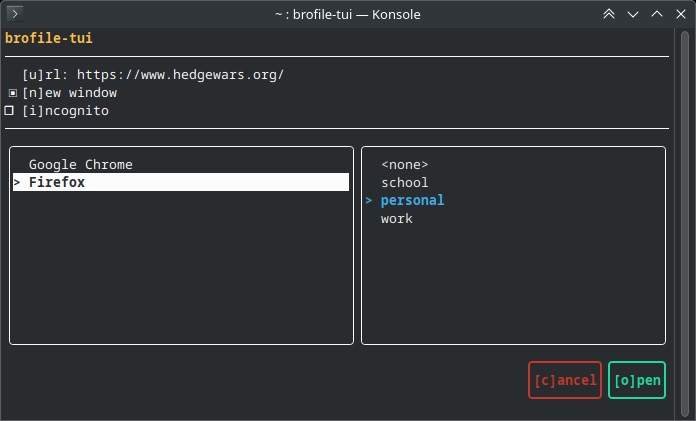 ~ : brofile-tui — Konsole
brofile-tui
[u]rl: https://www.hedgewars.org/
[n]ew window
[i]ncognito
Google Chrome
> Firefox
<none>
school
> personal
work
[c]ancel
[o]pen